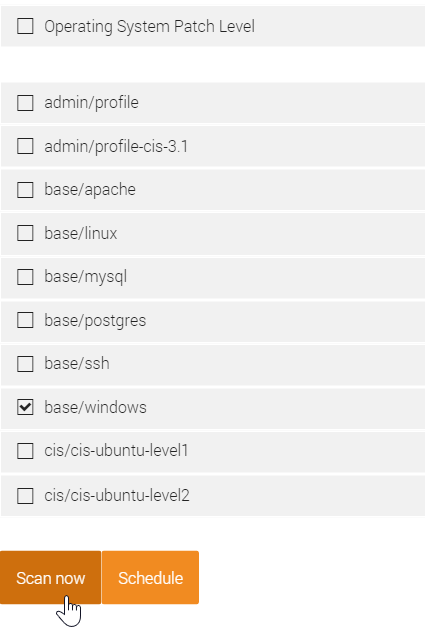 Operating System Patch Level
admin/profile
admin/profile-cis-3.1
base/apache
base/linux
base/mysql
base/postgres
base/ssh
base/windows
cis/cis-ubuntu-level1
cis/cis-ubuntu-level2
Scan now Schedule